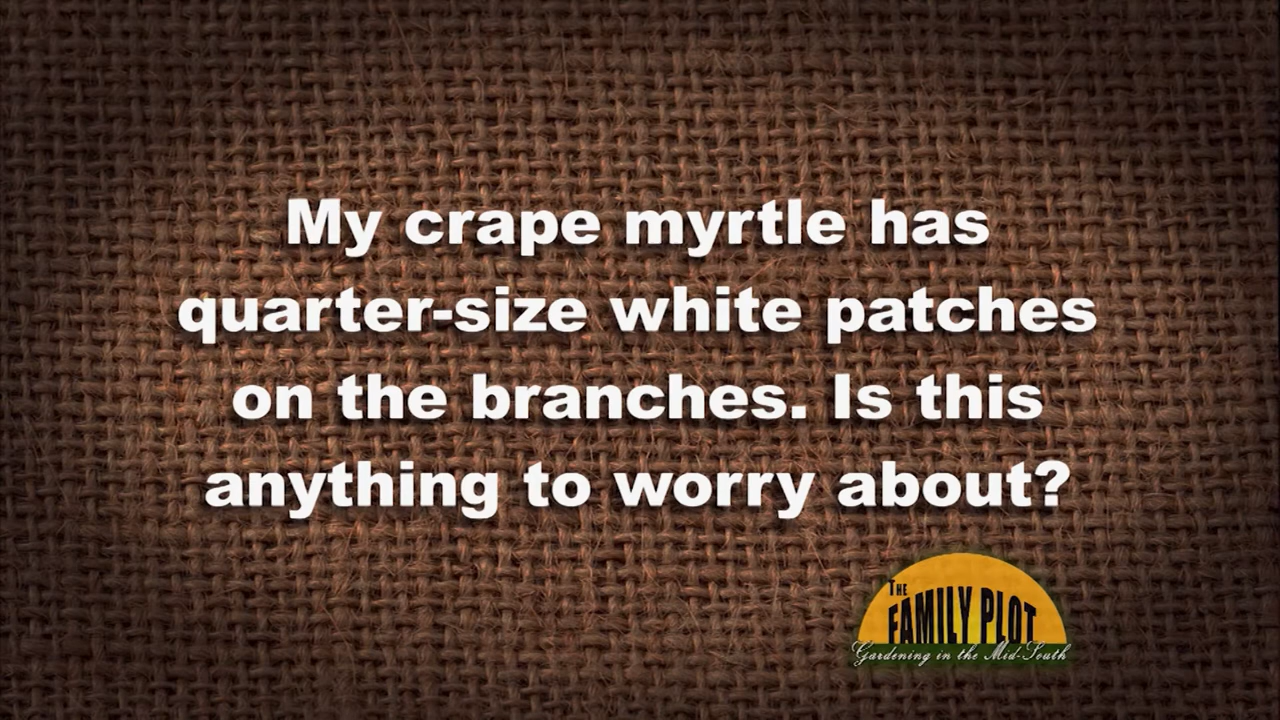 My crape myrtle has
quarter-size white patches
on the branches. Is this
anything to worry about?
THE
FAMILY PLOT
Gardening in the Mid-South